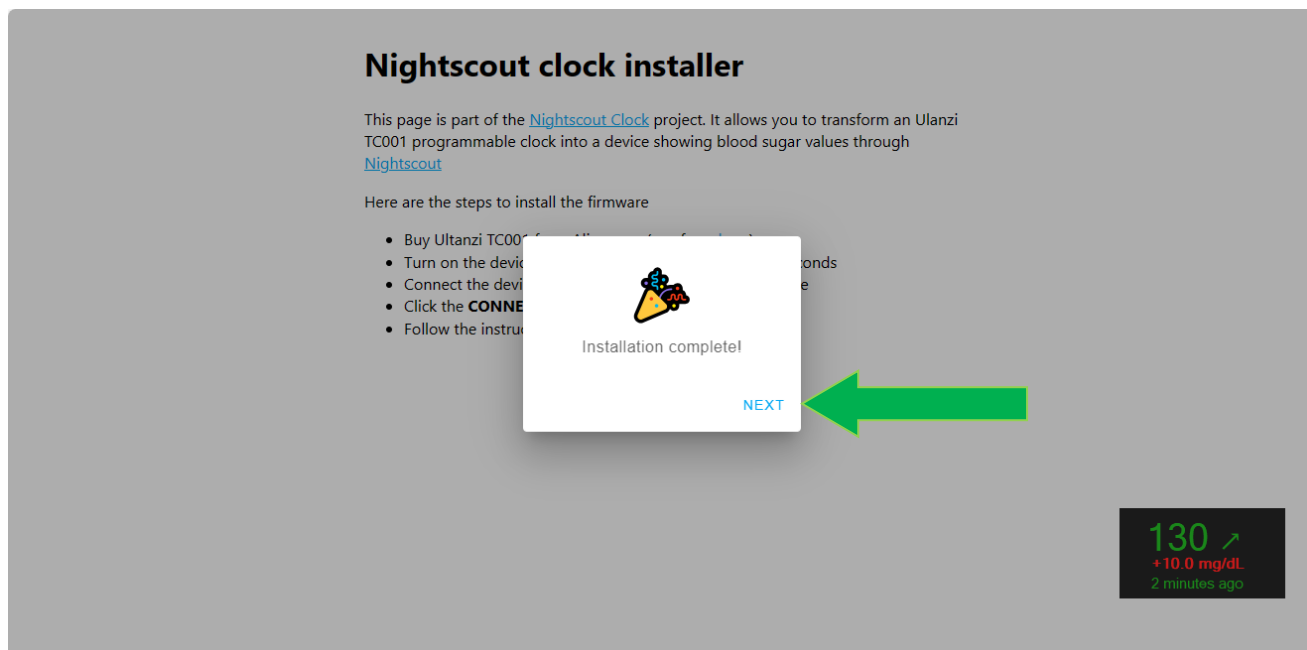 Nightscout clock installer
This page is part of the Nightscout Clock project. It allows you to transform an Ulanzi
TC001 programmable clock into a device showing blood sugar values through
Nightscout
Here are the steps to install the firmware
Buy Ultanzi TC001
Turn on the devic onds
Connect the devi e
Click the CONNE
Follow the instru
Installation complete!
NEXT
130 ↗
+10.0 mg/dL
2 minutes ago